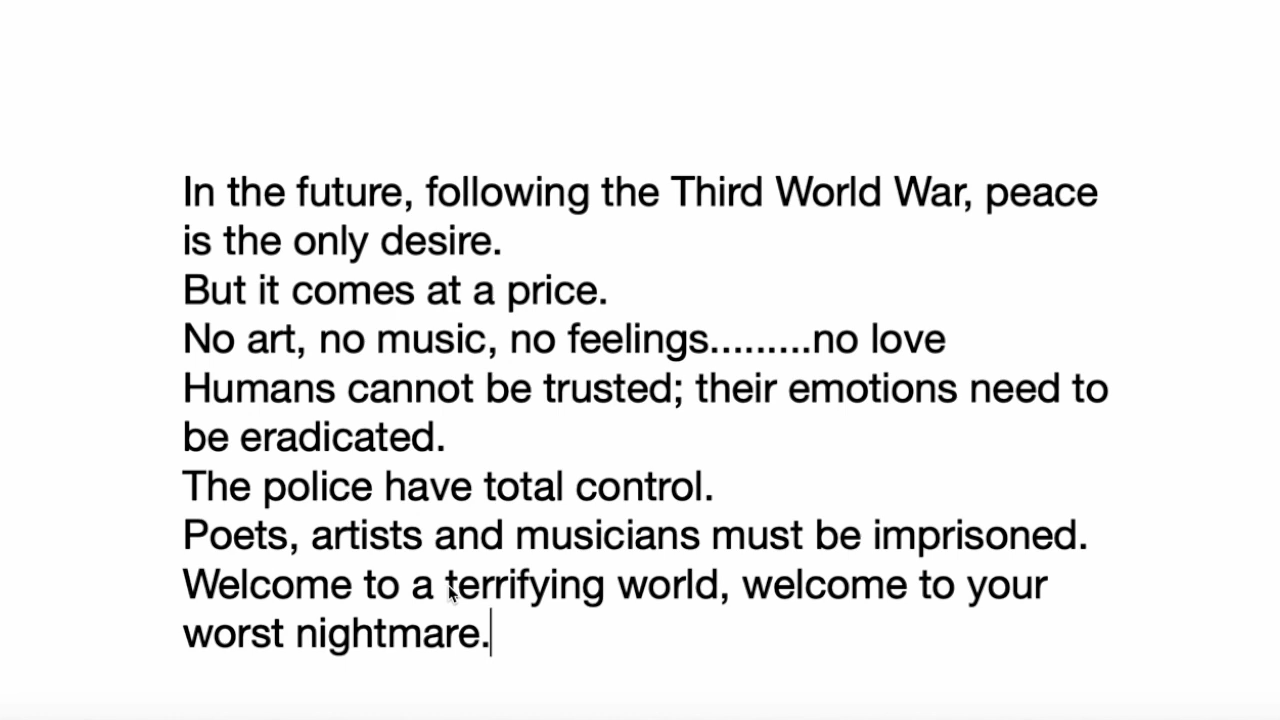 In the future, following the Third World War, peace
is the only desire.
But it comes at a price.
No art, no music, no feelings.........no love
Humans cannot be trusted; their emotions need to
be eradicated.
The police have total control.
Poets, artists and musicians must be imprisoned.
Welcome to a terrifying world, welcome to your
worst nightmare.